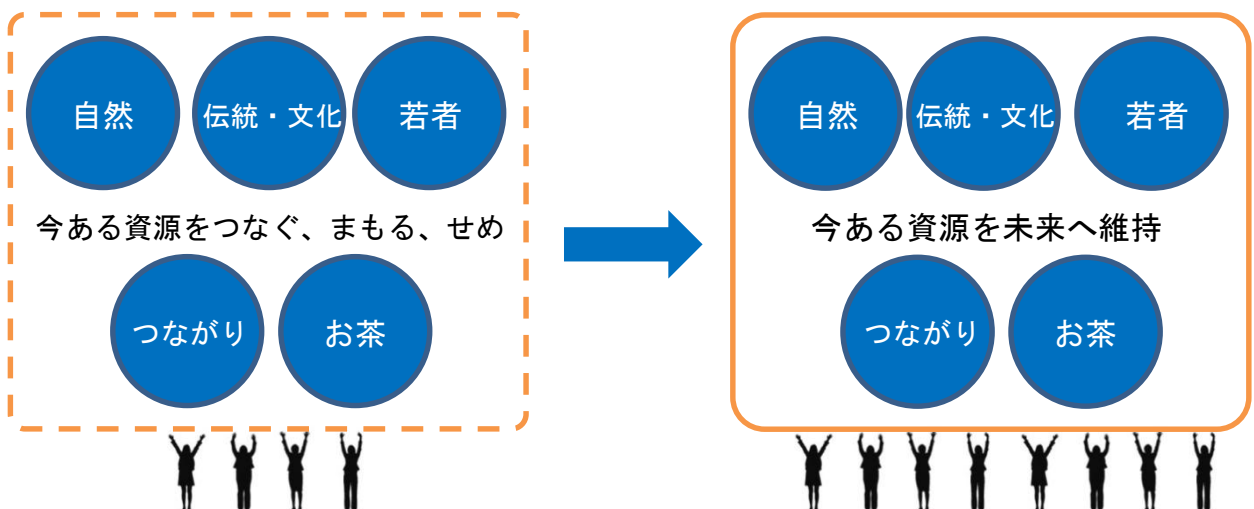 自然
伝統・文化
若者
今ある資源をつなぐ、まもる、せめ
つながり
お茶
自然
伝統・文化
若者
今ある資源を未来へ維持
つながり
お茶